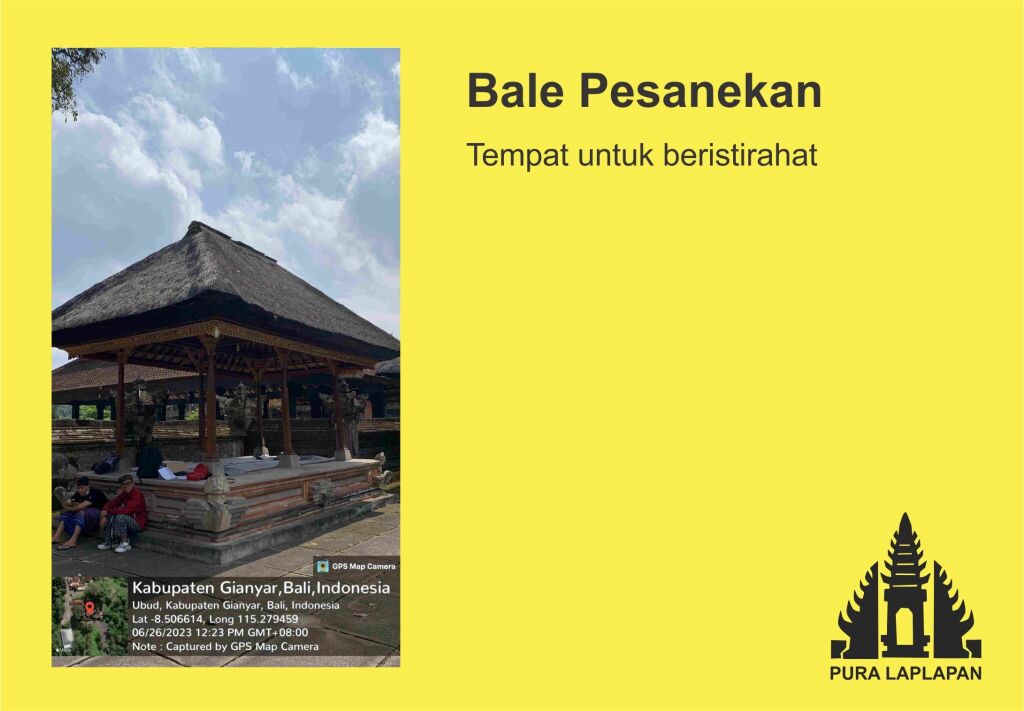 Bale Pesanekan
Tempat untuk beristirahat
GPS Map Camera
Kabupaten Gianyar,Bali,Indonesia
Ubud, Kabupaten Gianyar, Bali, Indonesia
Lat -8.506614, Long 115.279459
06/26/2023 12:23 PM GMT+08:00
Note : Captured by GPS Map Camera
PURA LAPLAPAN